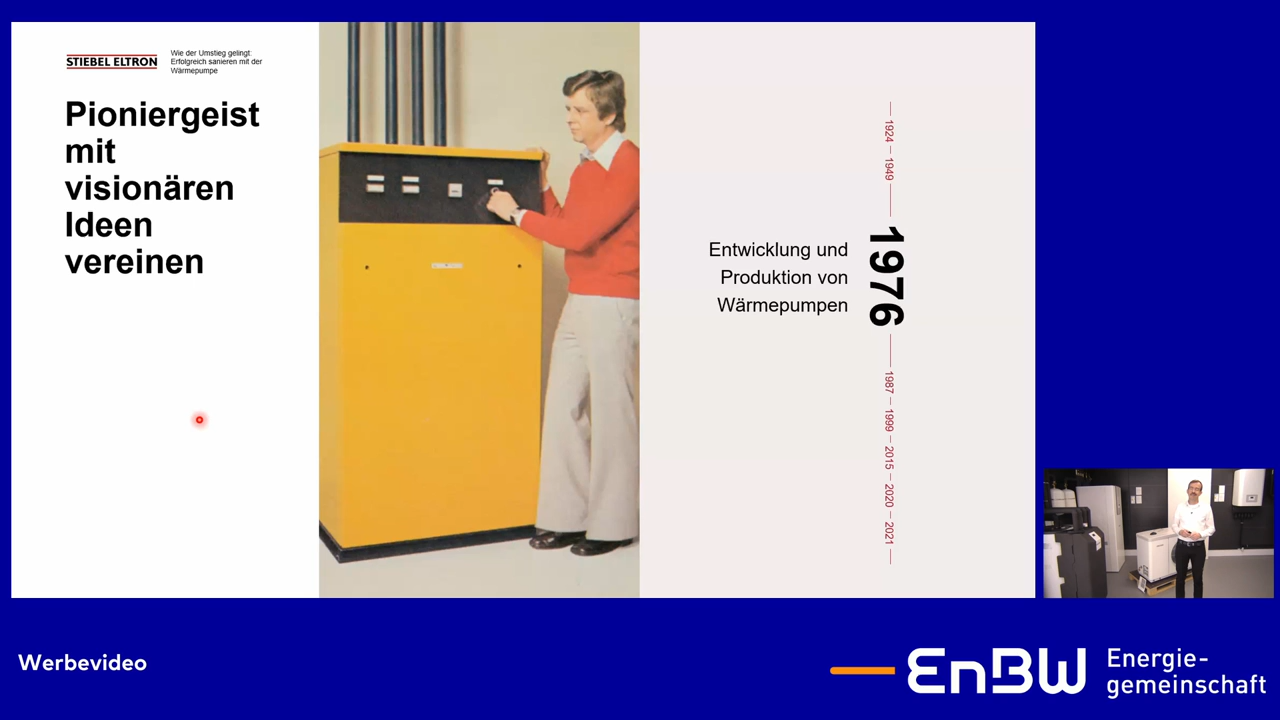 STIEBEL ELTRON
Wie der Umstieg gelingt:
Erfolgreich sanieren mit der
Wärmepumpe
Pioniergeist
mit
visionären
Ideen
vereinen
Entwicklung und
Produktion von
Wärmepumpen
1924 – 1949
1976
1987 – 1999 – 2015 – 2020 – 2021
Werbevideo
EnBW
Energie-
gemeinschaft